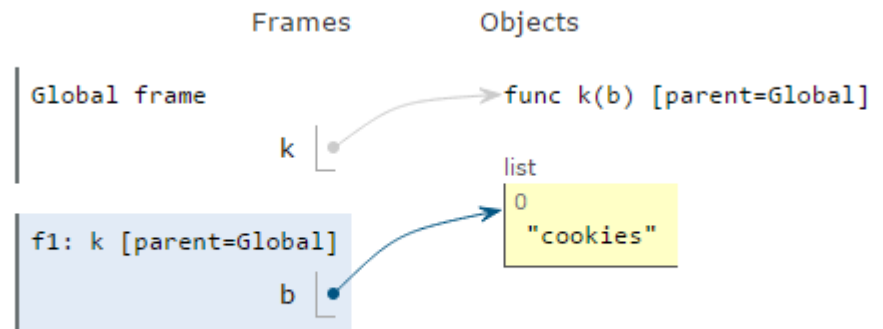 Frames Objects
Global frame func k(b) [parent=Global]
k
list
0
"cookies"
f1: k [parent=Global]
b